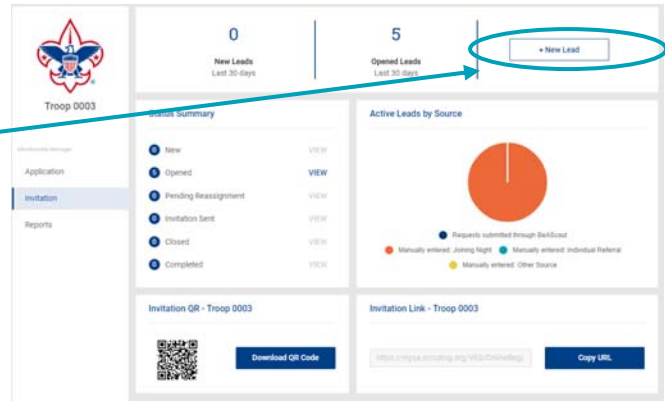 Troop 0003
Membership Manager
Application
Invitation
Reports
0
New Leads
Last 30 days
5
Opened Leads
Last 30 days
+ New Lead
Status Summary
0 New VIEW
5 Opened VIEW
0 Pending Reassignment VIEW
0 Invitation Sent VIEW
0 Closed VIEW
0 Completed VIEW
Active Leads by Source
Requests submitted through BeAScout
Manually entered: Joining Night
Manually entered: individual Referral
Manually entered: Other Source
Invitation QR - Troop 0003
Download QR Code
Invitation Link - Troop 0003
Copy URL